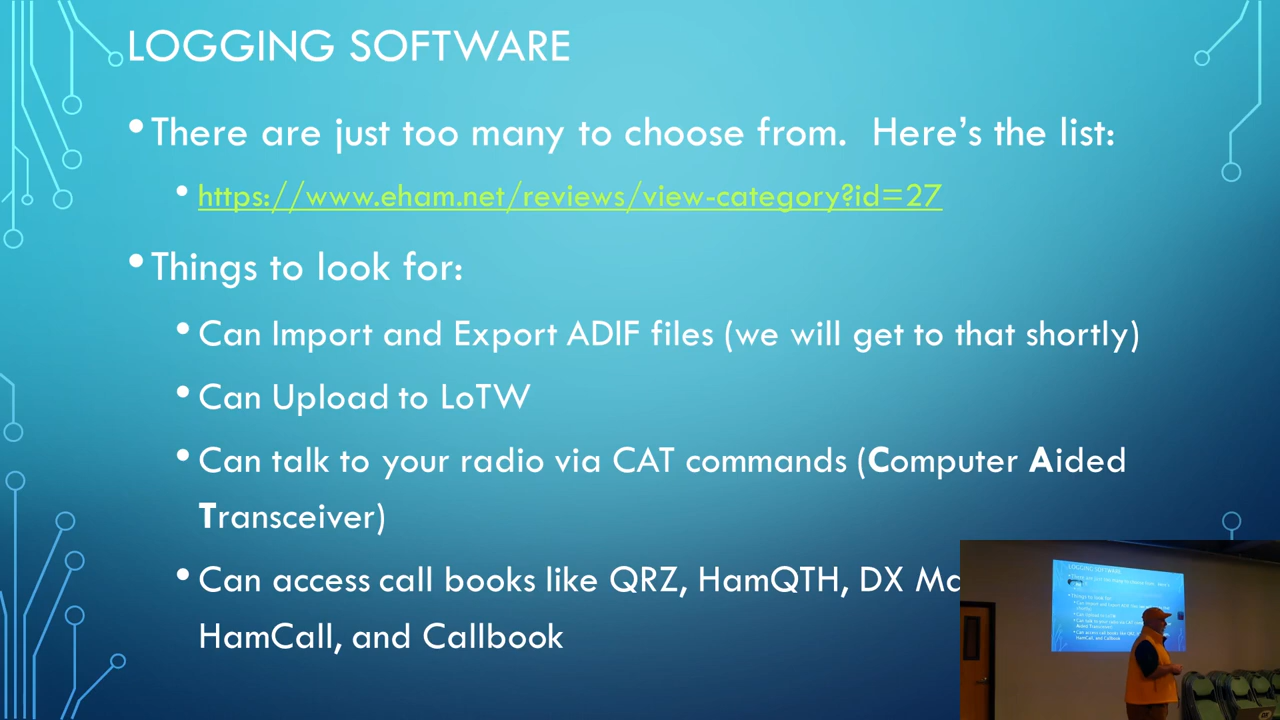 LOGGING SOFTWARE
•There are just too many to choose from.  Here's the list:
•https://www.eham.net/reviews/view-category?id=27
•Things to look for:
•Can Import and Export ADIF files (we will get to that shortly)
•Can Upload to LoTW
•Can talk to your radio via CAT commands (Computer Aided
Transceiver)
•Can access call books like QRZ, HamQTH, DX
HamCall, and Callbook